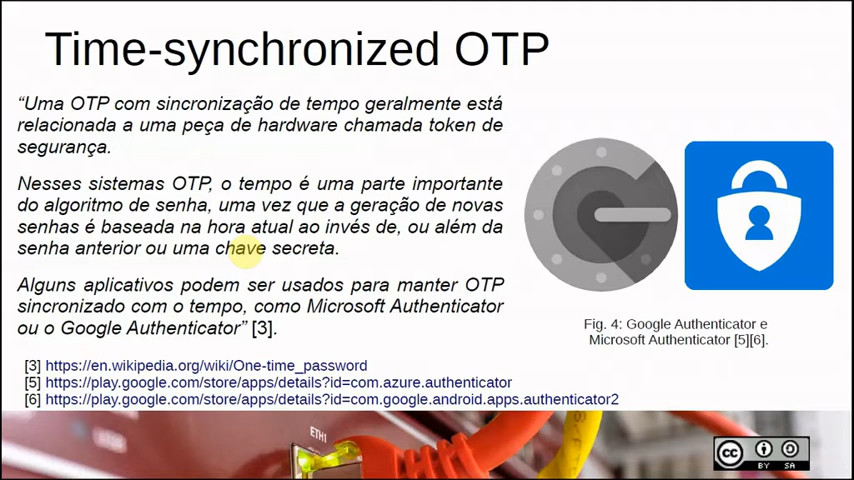 Time-synchronized OTP
“Uma OTP com sincronização de tempo geralmente está
relacionada a uma peça de hardware chamada token de
segurança.
Nesses sistemas OTP, o tempo é uma parte importante
do algoritmo de senha, uma vez que a geração de novas
senhas é baseada na hora atual ao invés de, ou além da
senha anterior ou uma chave secreta.
Alguns aplicativos podem ser usados para manter OTP
sincronizado com o tempo, como Microsoft Authenticator
ou o Google Authenticator” [3].
Fig. 4: Google Authenticator e
Microsoft Authenticator [5][6].
[3] https://en.wikipedia.org/wiki/One-time_password
[5] https://play.google.com/store/apps/details?id=com.azure.authenticator
[6] https://play.google.com/store/apps/details?id=com.google.android.apps.authenticator2
ETH1
cc
BY SA